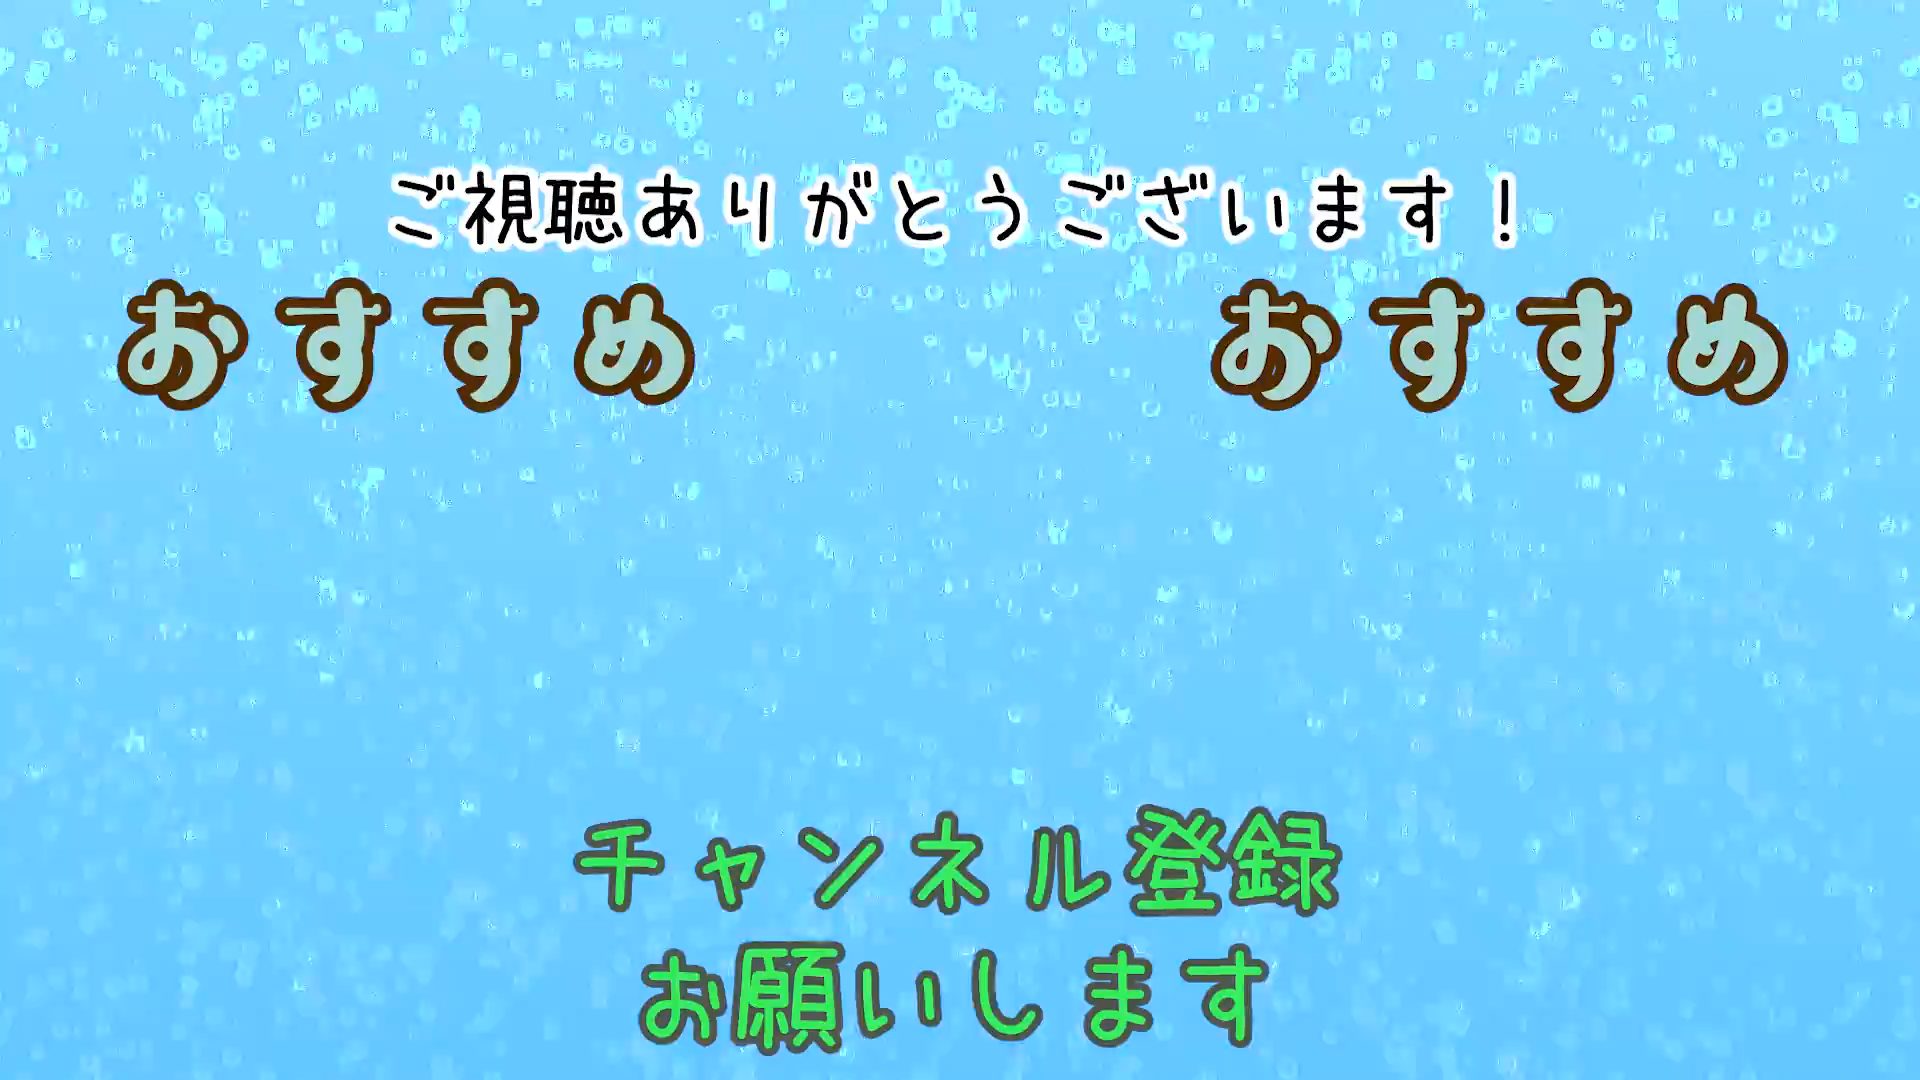 ご視聴ありがとうございます！
おすすめ
おすすめ
チャンネル登録
お願いします